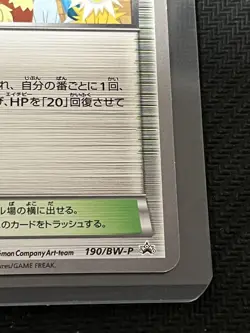 れ、自分の番ごとに1回、
げ、HPを「20」回復させて
ル場の横に出せる。
のカードをトラッシュする。
émon Company Art-team 190/BW-P
/GAME FREAK.